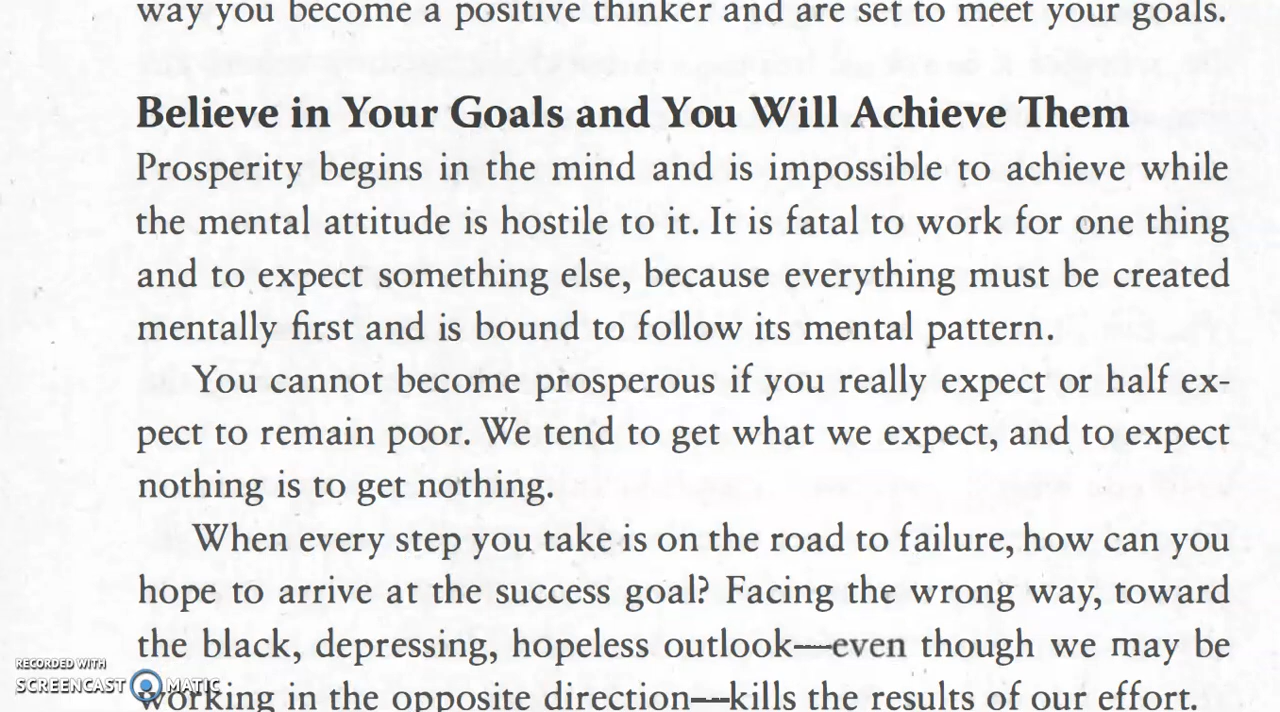 way you become a positive thinker and are set to meet your goals.
Believe in Your Goals and You Will Achieve Them
Prosperity begins in the mind and is impossible to achieve while
the mental attitude is hostile to it. It is fatal to work for one thing
and to expect something else, because everything must be created
mentally first and is bound to follow its mental pattern.
You cannot become prosperous if you really expect or half ex-
pect to remain poor. We tend to get what we expect, and to expect
nothing is to get nothing.
When every step you take is on the road to failure, how can you
hope to arrive at the success goal? Facing the wrong way, toward
the black, depressing, hopeless outlook—even though we may be
working in the opposite direction—kills the results of our effort.
RECORDED WITH
SCREENCAST MATIC